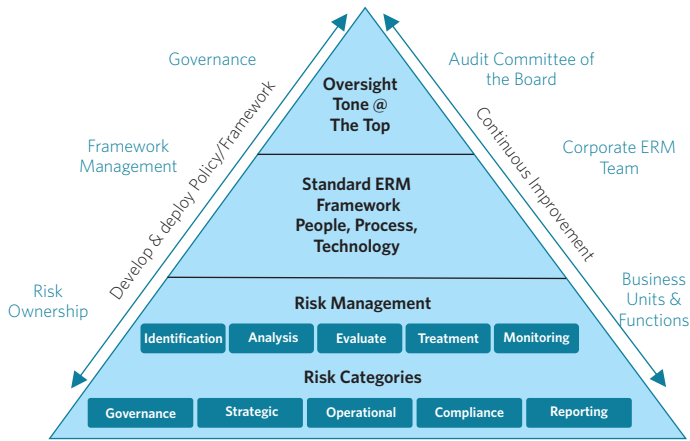 Governance
Audit Committee of
the Board
Oversight
Tone @
The Top
Develop & deploy Policy/Framework
Continuous Improvement
Framework
Management
Corporate ERM
Team
Standard ERM
Framework
People, Process,
Technology
Risk
Ownership
Business
Units &
Functions
Risk Management
Identification
Analysis
Evaluate
Treatment
Monitoring
Risk Categories
Governance
Strategic
Operational
Compliance
Reporting